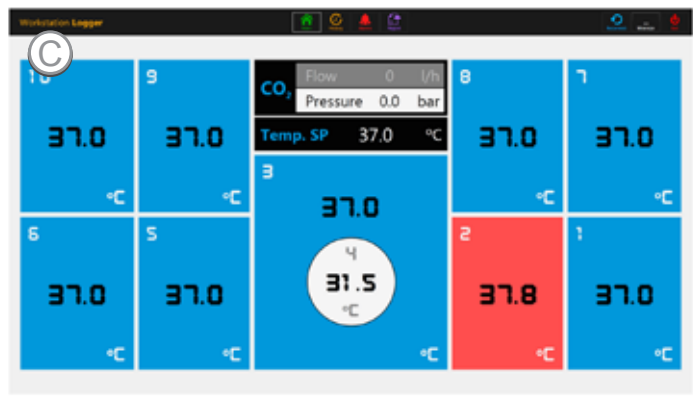 Workstation Logger
C
10
37.0
°C
9
37.0
°C
CO2
Flow 0 l/h
Pressure 0.0 bar
Temp. SP 37.0 °C
8
37.0
°C
7
37.0
°C
6
37.0
°C
5
37.0
°C
3
37.0
4
31.5
°C
°C
2
37.8
°C
1
37.0
°C